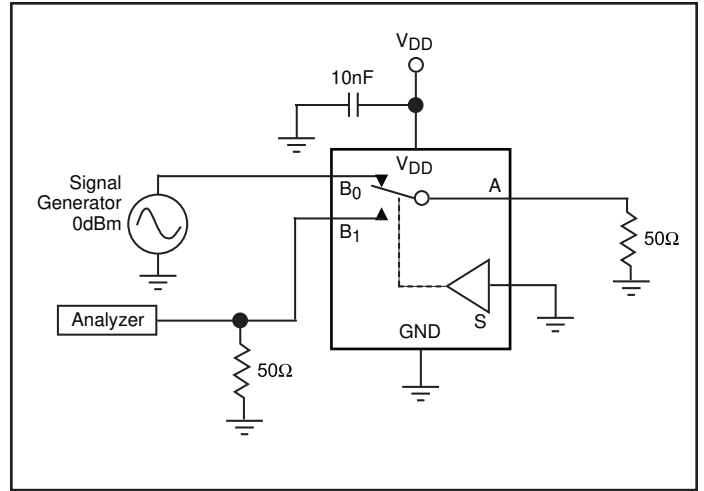 VDD
10nF
VDD
Signal
Generator
0dBm
B0
A
B1
50Ω
Analyzer
S
GND
50Ω